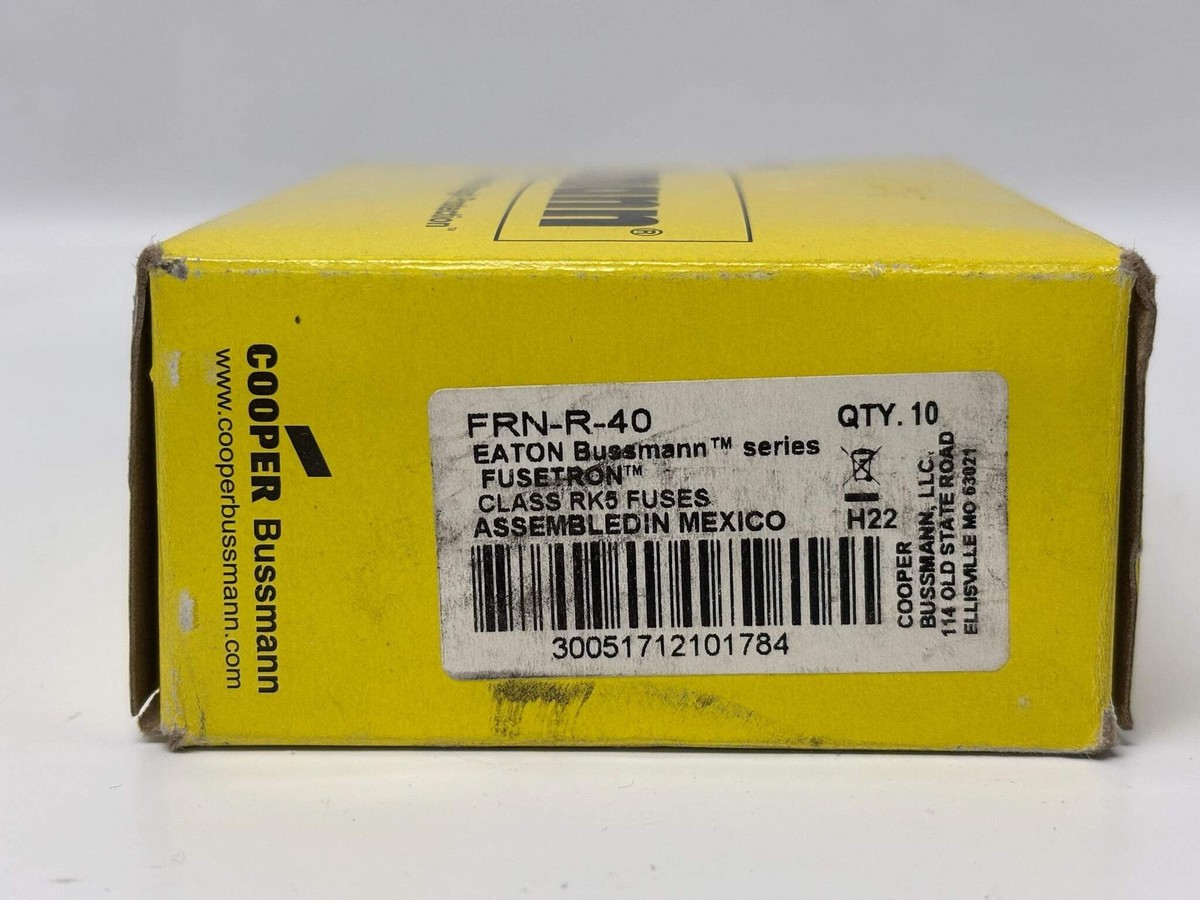 ®
COOPER Bussmann
www.cooperbussmann.com
FRN-R-40
QTY. 10
EATON Bussmann™ series
FUSETRON™
CLASS RK5 FUSES
ASSEMBLEDIN MEXICO
H22
30051712101784
COOPER
BUSSMANN, LLC.
114 OLD STATE ROAD
ELLISVILLE MO 63021